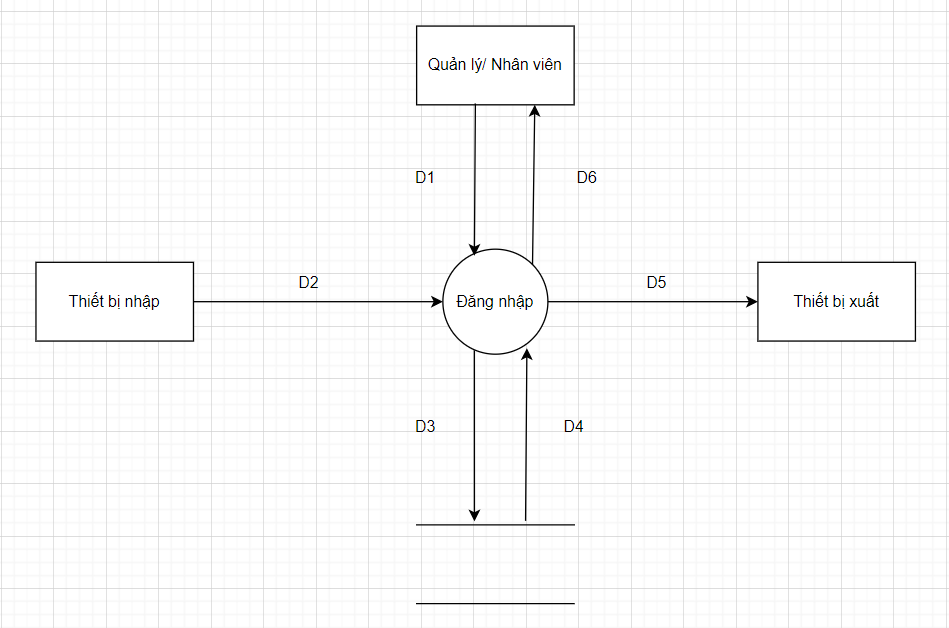 Quản lý/ Nhân viên
D1
D6
Thiết bị nhập
D2
Đăng nhập
D5
Thiết bị xuất
D3
D4